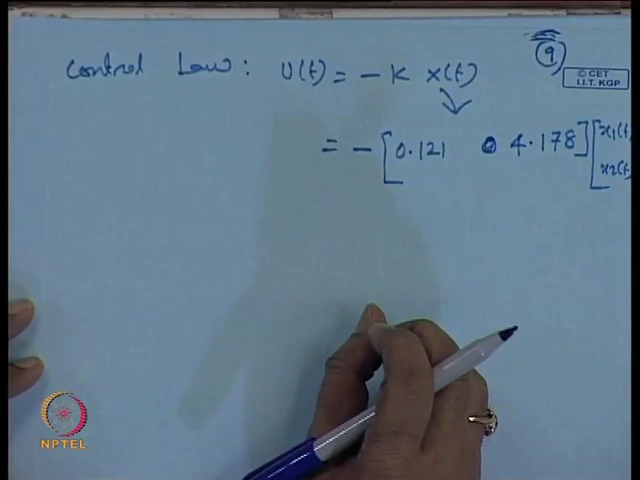 9
© CET
I.I.T. KGP
Control Law: U(t) = - K x(t)
= - [0.121 4.178] [x1(t)
x2(t)
NPTEL